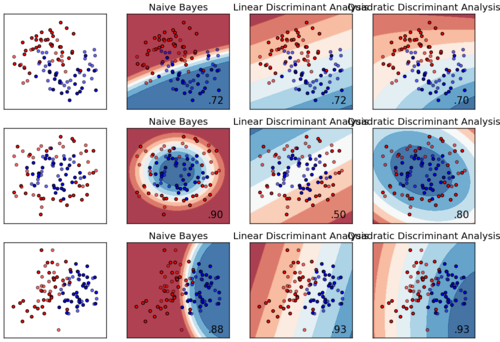 Naive Bayes Linear Discriminant Analysis Quadratic Discriminant Analysis
.72 .72 .70
Naive Bayes Linear Discriminant Analysis Quadratic Discriminant Analysis
.90 .50 .80
Naive Bayes Linear Discriminant Analysis Quadratic Discriminant Analysis
.88 .93 .93